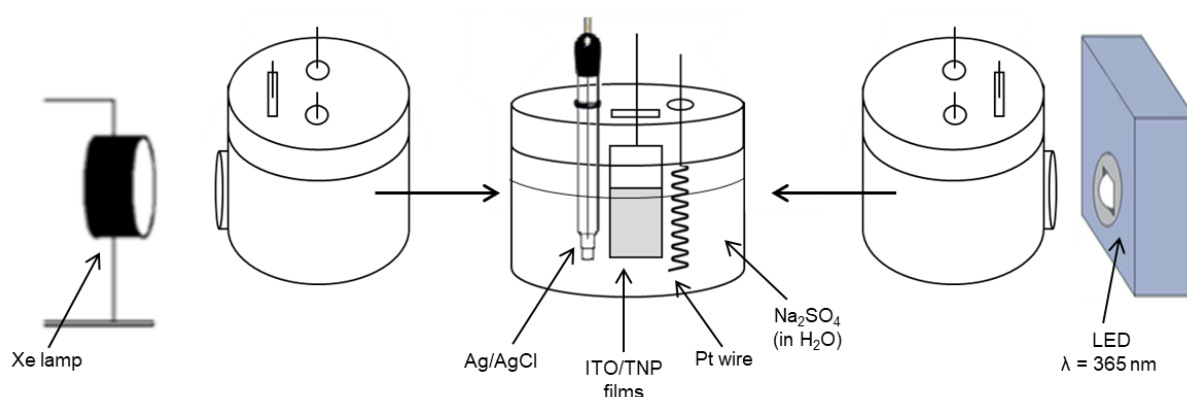 Xe lamp
Ag/AgCl
ITO/TNP
films
Pt wire
Na₂SO₄
(in H₂O)
LED
λ = 365 nm